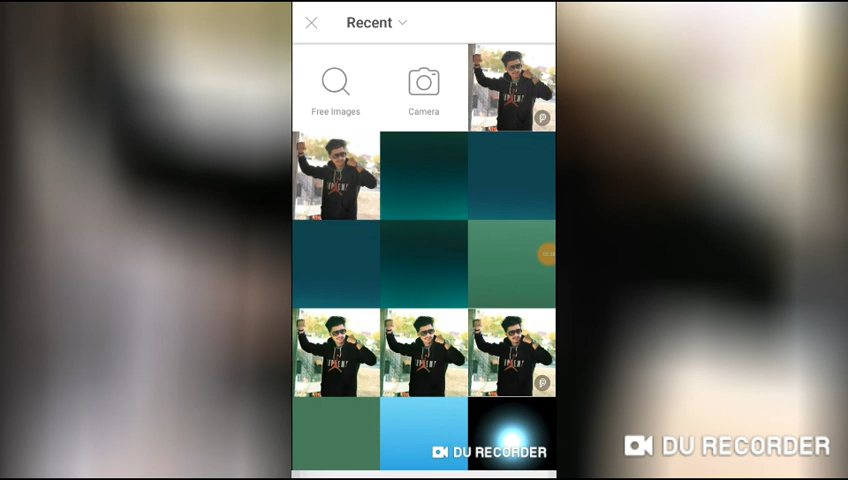 Recent
Free Images
Camera
DU RECORDER
DU RECORDER